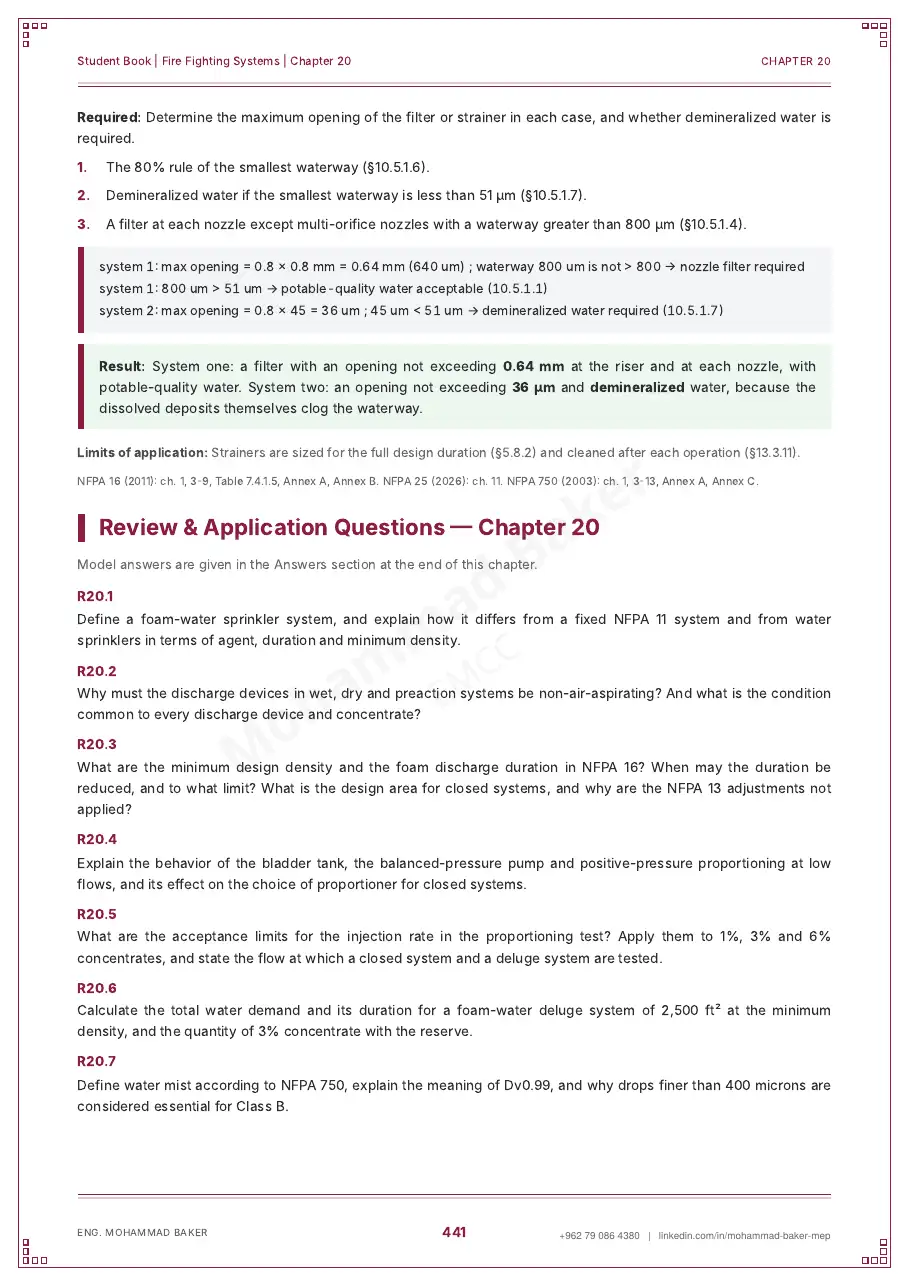 Student Book | Fire Fighting Systems | Chapter 20
CHAPTER 20
Required: Determine the maximum opening of the filter or strainer in each case, and whether demineralized water is
required.
1. The 80% rule of the smallest waterway (§10.5.1.6).
2. Demineralized water if the smallest waterway is less than 51 µm (§10.5.1.7).
3. A filter at each nozzle except multi-orifice nozzles with a waterway greater than 800 µm (§10.5.1.4).
system 1: max opening = 0.8 × 0.8 mm = 0.64 mm (640 um) ; waterway 800 um is not > 800 → nozzle filter required
system 1: 800 um > 51 um → potable-quality water acceptable (10.5.1.1)
system 2: max opening = 0.8 × 45 = 36 um ; 45 um < 51 um → demineralized water required (10.5.1.7)
Result: System one: a filter with an opening not exceeding 0.64 mm at the riser and at each nozzle, with
potable-quality water. System two: an opening not exceeding 36 µm and demineralized water, because the
dissolved deposits themselves clog the waterway.
Limits of application: Strainers are sized for the full design duration (§5.8.2) and cleaned after each operation (§13.3.11).
NFPA 16 (2011): ch. 1, 3-9, Table 7.4.1.5, Annex A, Annex B. NFPA 25 (2026): ch. 11. NFPA 750 (2003): ch. 1, 3-13, Annex A, Annex C.
Review & Application Questions — Chapter 20
Model answers are given in the Answers section at the end of this chapter.
R20.1
Define a foam-water sprinkler system, and explain how it differs from a fixed NFPA 11 system and from water
sprinklers in terms of agent, duration and minimum density.
R20.2
Why must the discharge devices in wet, dry and preaction systems be non-air-aspirating? And what is the condition
common to every discharge device and concentrate?
R20.3
What are the minimum design density and the foam discharge duration in NFPA 16? When may the duration be
reduced, and to what limit? What is the design area for closed systems, and why are the NFPA 13 adjustments not
applied?
R20.4
Explain the behavior of the bladder tank, the balanced-pressure pump and positive-pressure proportioning at low
flows, and its effect on the choice of proportioner for closed systems.
R20.5
What are the acceptance limits for the injection rate in the proportioning test? Apply them to 1%, 3% and 6%
concentrates, and state the flow at which a closed system and a deluge system are tested.
R20.6
Calculate the total water demand and its duration for a foam-water deluge system of 2,500 ft² at the minimum
density, and the quantity of 3% concentrate with the reserve.
R20.7
Define water mist according to NFPA 750, explain the meaning of Dv0.99, and why drops finer than 400 microns are
considered essential for Class B.
Mohammad Baker
EMCC
ENG. MOHAMMAD BAKER
441
+962 79 086 4380 | linkedin.com/in/mohammad-baker-mep